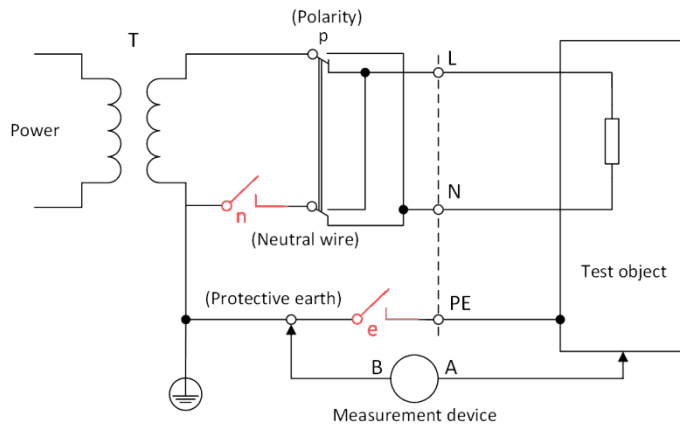 (Polarity)
p
T
L
Power
N
n
(Neutral wire)
Test object
(Protective earth)
PE
e
B
A
Measurement device